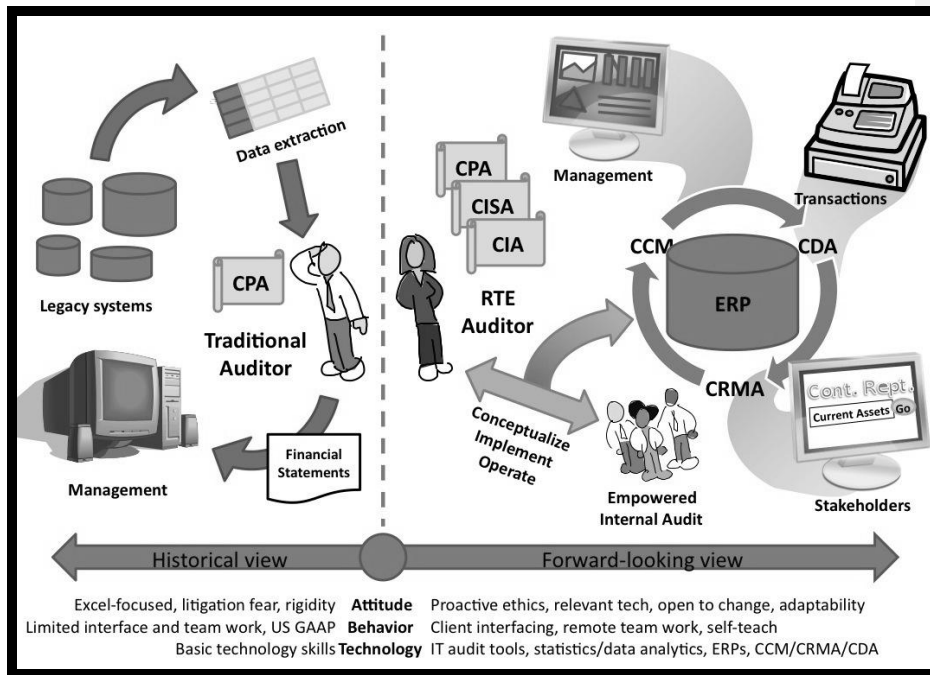 Data extraction
Legacy systems
CPA
Traditional
Auditor
Financial
Statements
Management
CPA
CISA
CIA
RTE
Auditor
Management
Transactions
CCM
CDA
ERP
CRMA
Conceptualize
Implement
Operate
Empowered
Internal Audit
Cont. Rept.
Current Assets Go
Stakeholders
Historical view
Forward-looking view
Excel-focused, litigation fear, rigidity Attitude Proactive ethics, relevant tech, open to change, adaptability
Limited interface and team work, US GAAP Behavior Client interfacing, remote team work, self-teach
Basic technology skills Technology IT audit tools, statistics/data analytics, ERPs, CCM/CRMA/CDA